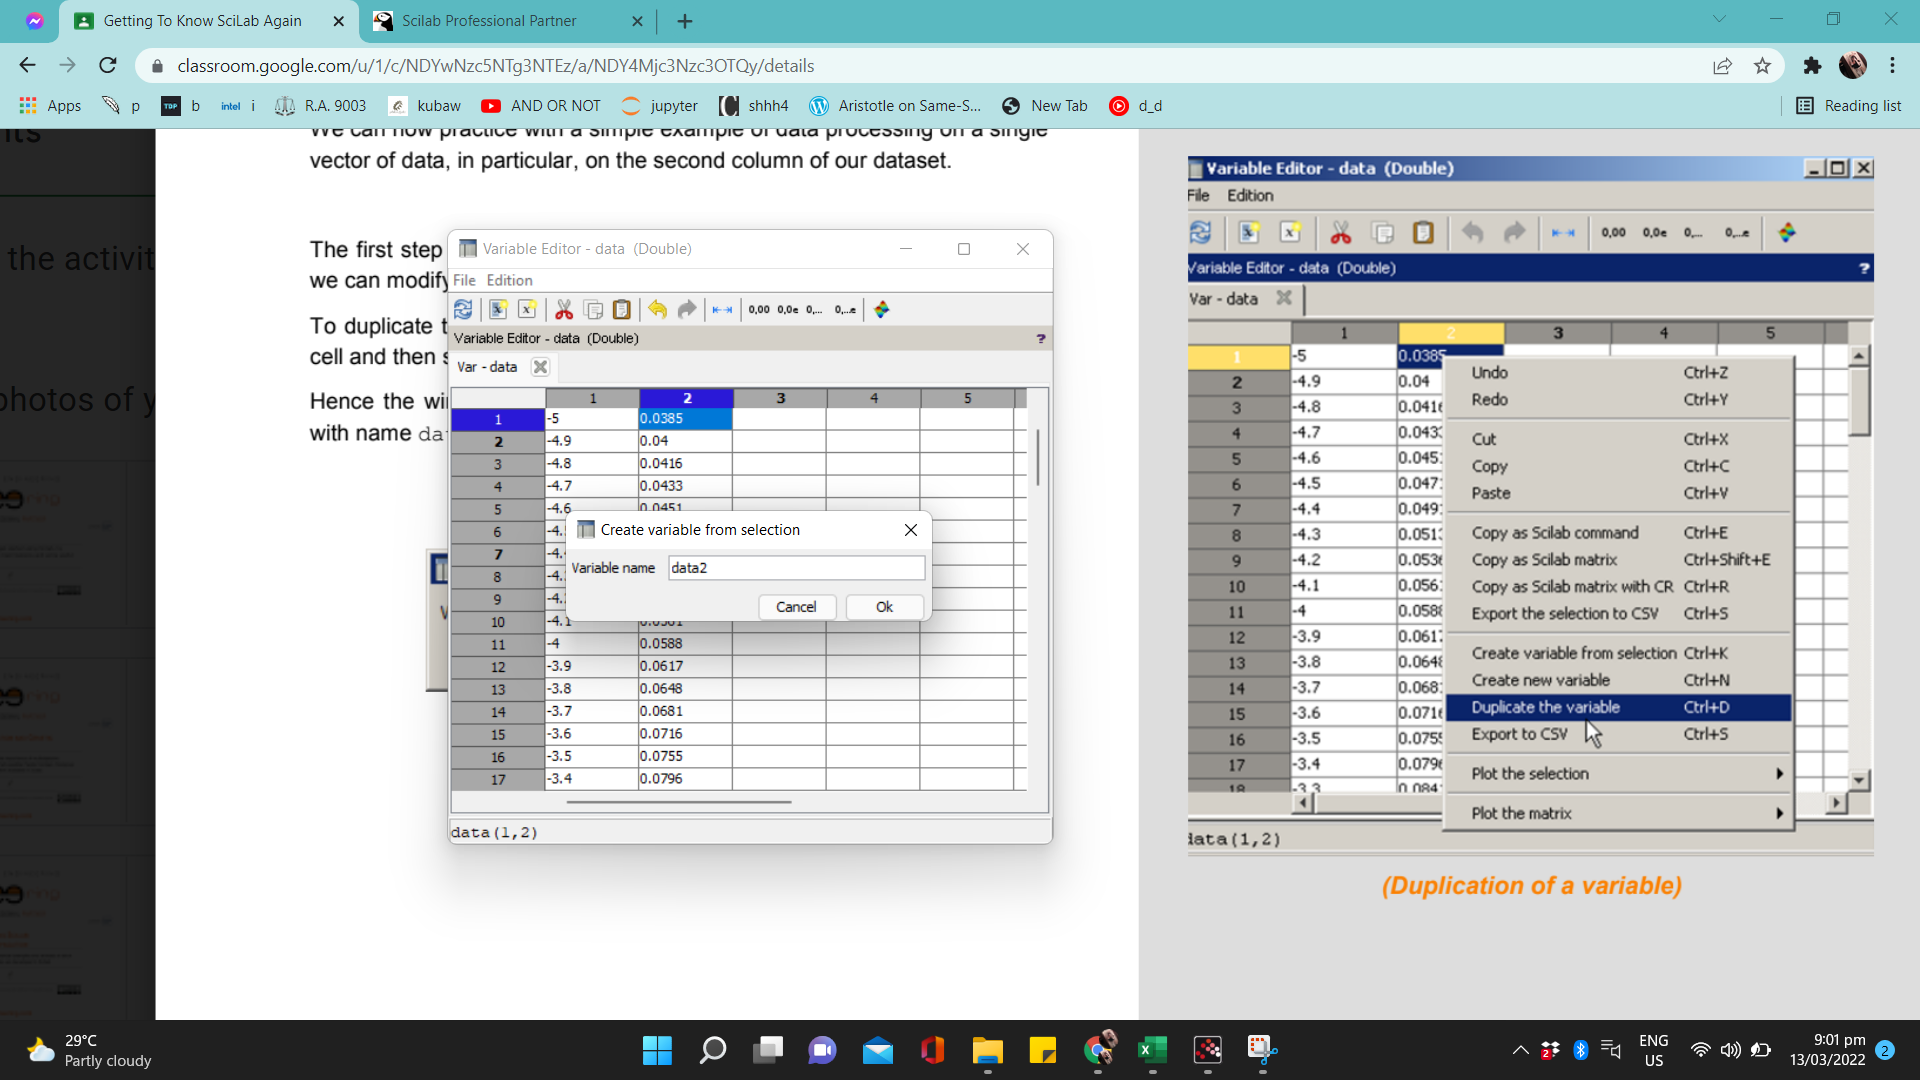 Getting To Know SciLab Again
Scilab Professional Partner
classroom.google.com/u/1/c/NDYwNzc5NTg3NTEz/a/NDY4Mjc3Nzc3OTQy/details
Apps
p
TDP b
intel i
R.A. 9003
kubaw
AND OR NOT
jupyter
shhh4
Aristotle on Same-S...
New Tab
d_d
Reading list
the activit
photos of y
We can now practice with a simple example of data processing on a single
vector of data, in particular, on the second column of our dataset.
The first step
we can modify
To duplicate t
cell and then s
Hence the wi
with name da
Variable Editor - data (Double)
File Edition
0,00 0,0e 0,... 0,...e
Variable Editor - data (Double) ?
Var - data
1 2 3 4 5
1 -5 0.0385
2 -4.9 0.04
3 -4.8 0.0416
4 -4.7 0.0433
5 -4.6 0.0451
6 -4.
7 -4.
8 -4.
9 -4.
10 -4.1
11 -4 0.0588
12 -3.9 0.0617
13 -3.8 0.0648
14 -3.7 0.0681
15 -3.6 0.0716
16 -3.5 0.0755
17 -3.4 0.0796
data(1,2)
Create variable from selection
Variable name data2
Cancel Ok
Variable Editor - data (Double)
File Edition
0,00 0,0e 0,... 0,...e
Variable Editor - data (Double) ?
Var - data
1 2 3 4 5
1 -5 0.0385
2 -4.9 0.04
3 -4.8 0.0416
4 -4.7 0.0433
5 -4.6 0.0451
6 -4.5 0.0471
7 -4.4 0.0491
8 -4.3 0.0513
9 -4.2 0.0536
10 -4.1 0.056
11 -4 0.0588
12 -3.9 0.0617
13 -3.8 0.0648
14 -3.7 0.0681
15 -3.6 0.0716
16 -3.5 0.0755
17 -3.4 0.0796
18 -3.3 0.084
Undo Ctrl+Z
Redo Ctrl+Y
Cut Ctrl+X
Copy Ctrl+C
Paste Ctrl+V
Copy as Scilab command Ctrl+E
Copy as Scilab matrix Ctrl+Shift+E
Copy as Scilab matrix with CR Ctrl+R
Export the selection to CSV Ctrl+S
Create variable from selection Ctrl+K
Create new variable Ctrl+N
Duplicate the variable Ctrl+D
Export to CSV Ctrl+S
Plot the selection
Plot the matrix
data(1,2)
(Duplication of a variable)
29°C
Partly cloudy
ENG
US
9:01 pm
13/03/2022
2